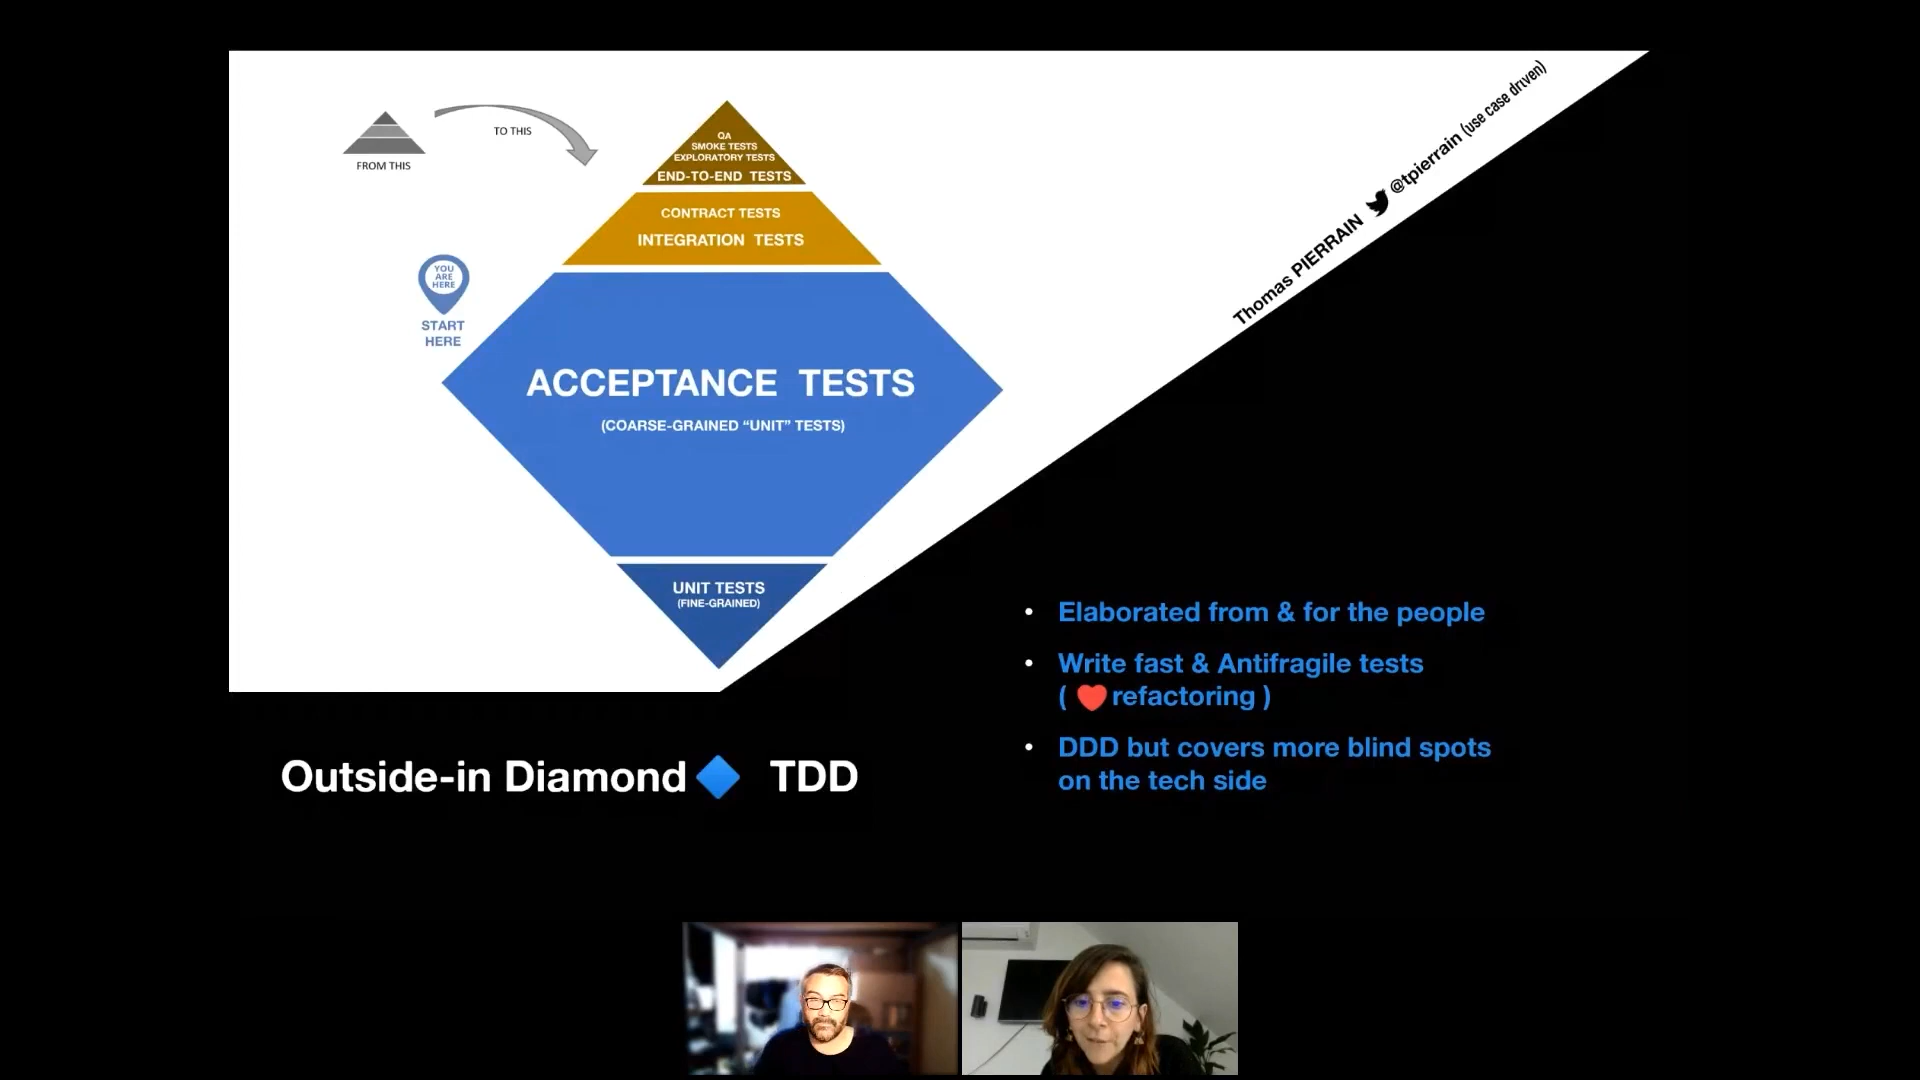 FROM THIS
TO THIS
QA
SMOKE TESTS
EXPLORATORY TESTS
END-TO-END TESTS
CONTRACT TESTS
INTEGRATION TESTS
YOU
ARE
HERE
START
HERE
ACCEPTANCE TESTS
(COARSE-GRAINED “UNIT” TESTS)
UNIT TESTS
(FINE-GRAINED)
Thomas PIERRAIN @tpierrain (use case driven)
• Elaborated from & for the people
• Write fast & Antifragile tests
( ❤️ refactoring )
• DDD but covers more blind spots
on the tech side
Outside-in Diamond 🔷 TDD